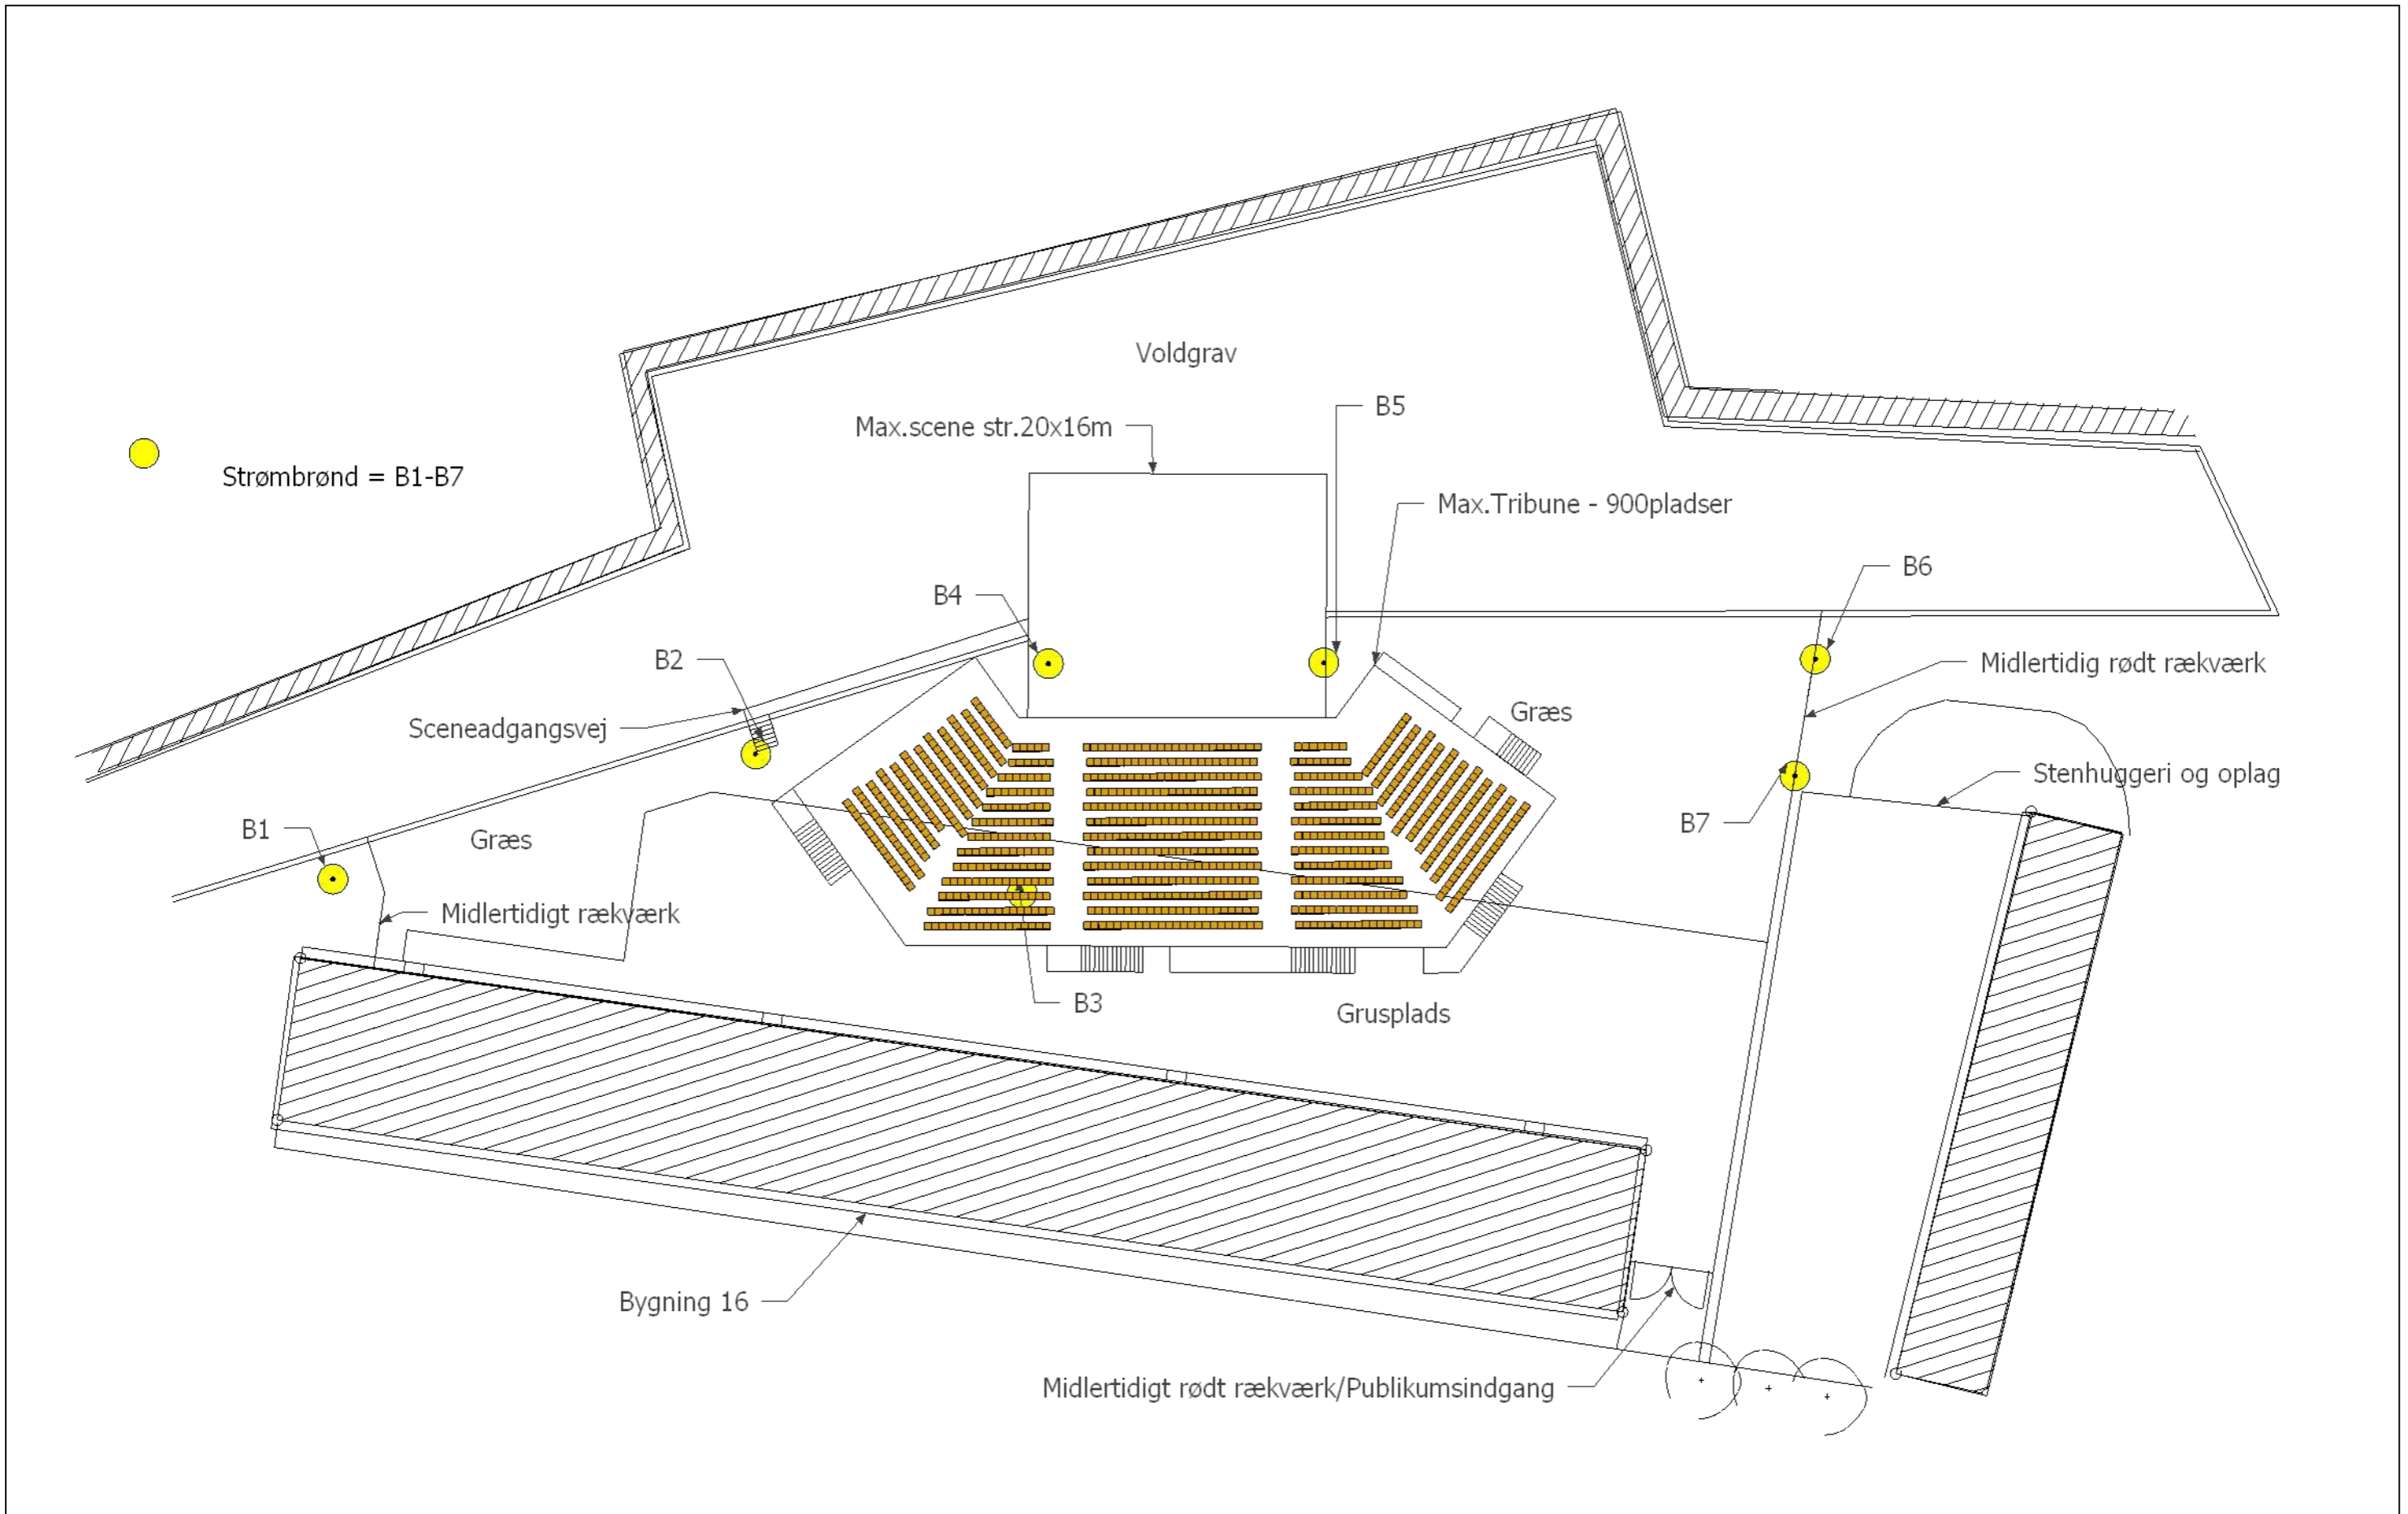 Voldgrav
B5
Max.scene str.20x16m
Strømbrønd = B1-B7
Max.Tribune - 900pladser
B6
B4
B2
Midlertidig rødt rækværk
Græs
Sceneadgangsvej
Stenhuggeri og oplag
B7
B1
Græs
Midlertidigt rækværk
B3
Grusplads
Bygning 16
Midlertidigt rødt rækværk/Publikumsindgang